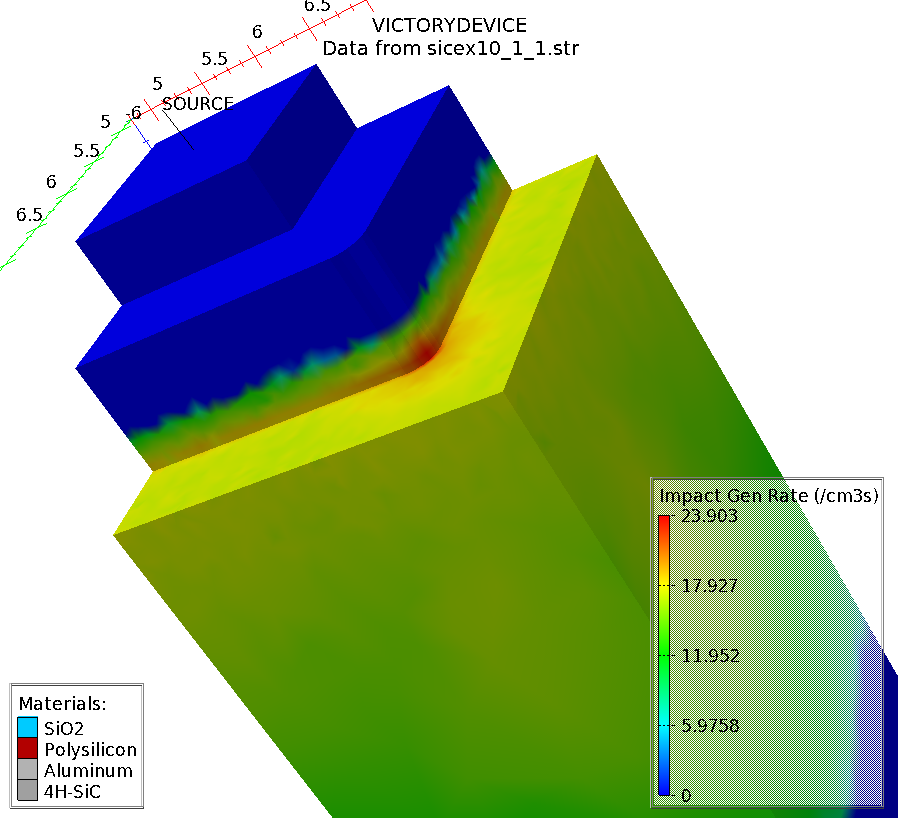 6.5
VICTORYDEVICE
6
Data from sicex10_1_1.str
5.5
5
SOURCE
-6
5
5.5
6
6.5
Impact Gen Rate (/cm3s)
23.903
17.927
11.952
5.9758
0
Materials:
SiO2
Polysilicon
Aluminum
4H-SiC